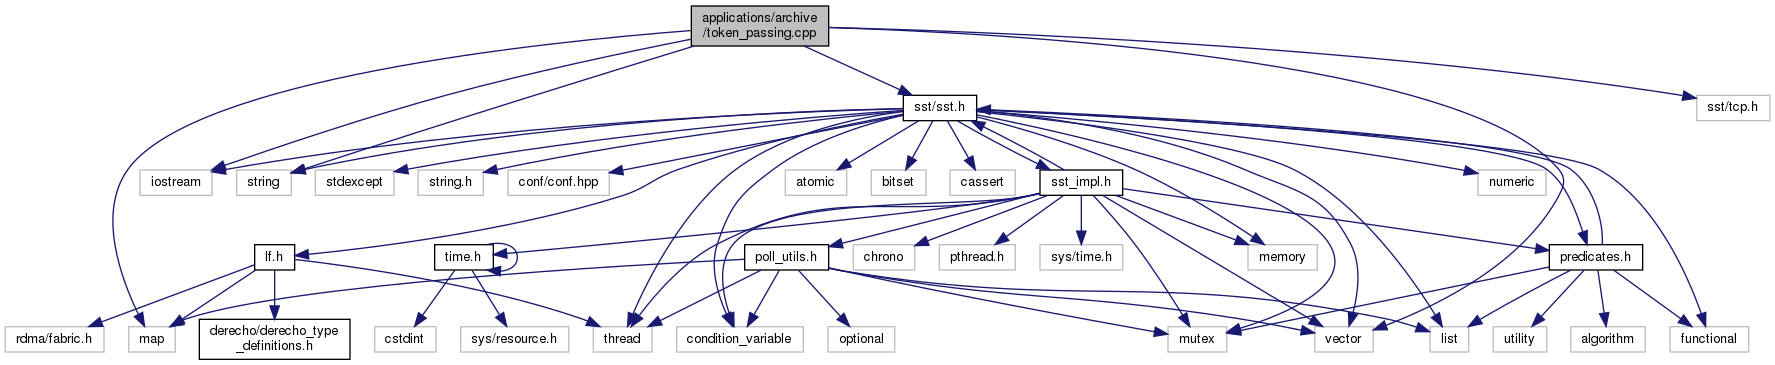 applications/archive
/token_passing.cpp
sst/sst.h
sst/tcp.h
iostream
string
stdexcept
string.h
conf/conf.hpp
atomic
bitset
cassert
sst_impl.h
numeric
lf.h
time.h
poll_utils.h
chrono
pthread.h
sys/time.h
memory
predicates.h
rdma/fabric.h
map
derecho/derecho_type
_definitions.h
cstdint
sys/resource.h
thread
condition_variable
optional
mutex
vector
list
utility
algorithm
functional